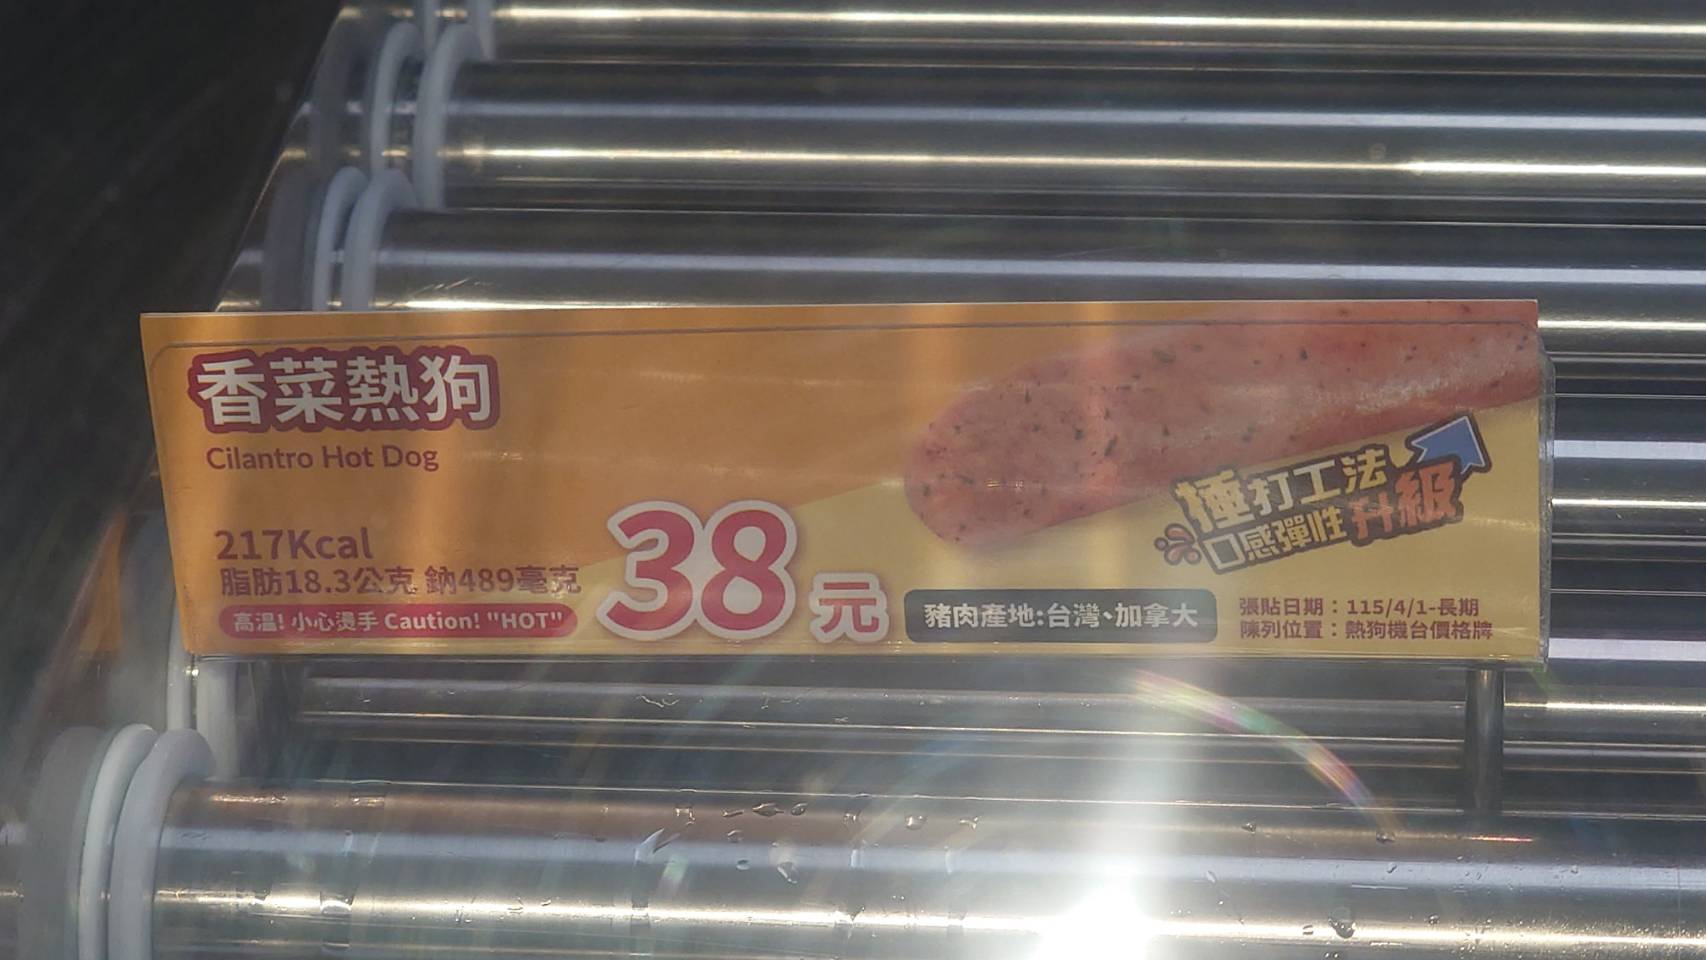 香菜熱狗
Cilantro Hot Dog
217Kcal
脂肪18.3公克 鈉489毫克
高溫! 小心燙手 Caution! "HOT"
38元
捶打工法
口感彈性升級
豬肉產地:台灣、加拿大
張貼日期：115/4/1-長期
陳列位置：熱狗機台價格牌